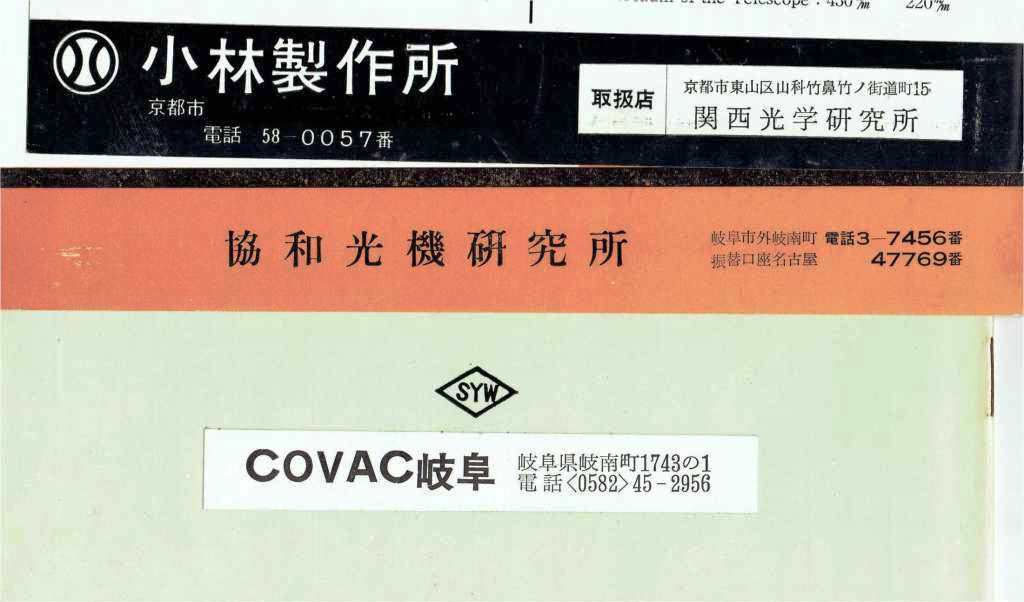 of the Telescope : 430 m/m 220 m/m
小林製作所
京都市
電話 58-0057番
取扱店
京都市東山区山科竹鼻竹ノ街道町15
関西光学研究所
協和光機研究所
岐阜市外岐南町 電話3-7456番
振替口座名古屋 47769番
SYW
COVAC岐阜
岐阜県岐南町1743の1
電話<0582>45-2956